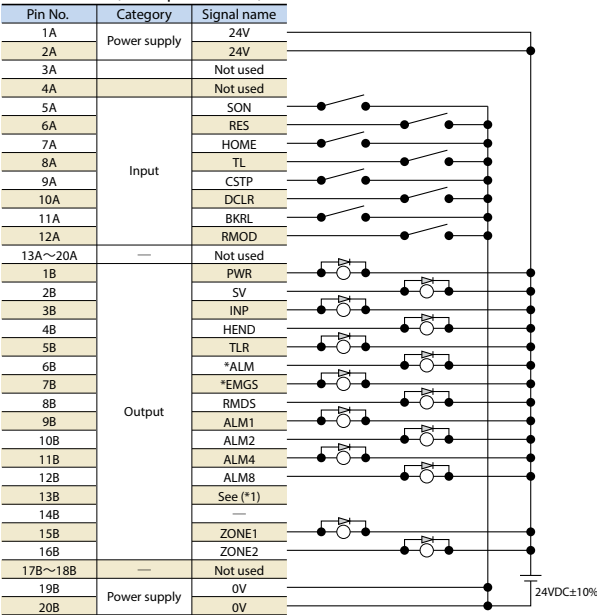 Pin No. Category Signal name
1A Power supply 24V
2A 24V
3A Not used
4A Not used
5A Input SON
6A RES
7A HOME
8A TL
9A CSTP
10A DCLR
11A BKRL
12A RMOD
13A～20A — Not used
1B Output PWR
2B SV
3B INP
4B HEND
5B TLR
6B *ALM
7B *EMGS
8B RMDS
9B ALM1
10B ALM2
11B ALM4
12B ALM8
13B See (*1)
14B —
15B ZONE1
16B ZONE2
17B～18B — Not used
19B Power supply 0V
20B 0V
24VDC±10%